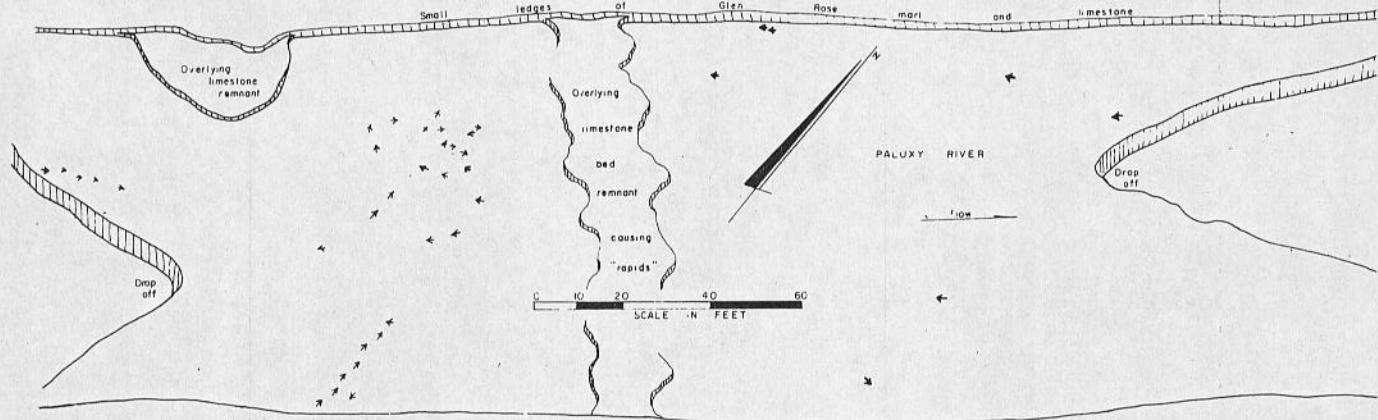 Small ledges of Glen Rose marl and limestone
Overlying
limestone
remnant
Overlying
limestone
bed
remnant
causing
"rapids"
N
PALUXY RIVER
flow
Drop
off
Drop
off
0 10 20 40 60
SCALE IN FEET